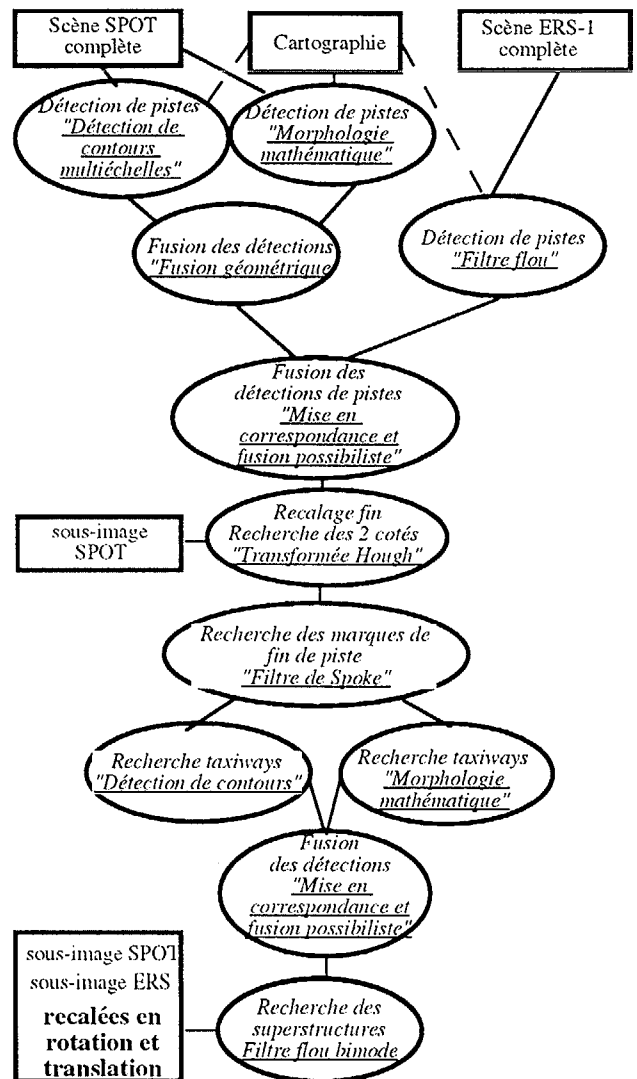 Scène SPOT
complète
Cartographie
Scène ERS-1
complète
Détection de pistes
"Détection de
contours
multiéchelles"
Détection de pistes
"Morphologie
mathématique"
Fusion des détections
"Fusion géométrique
Détection de pistes
"Filtre flou"
Fusion des
détections de pistes
"Mise en
correspondance et
fusion possibiliste"
sous-image
SPOT
Recalage fin
Recherche des 2 cotés
"Transformée Hough"
Recherche des marques de
fin de piste
"Filtre de Spoke"
Recherche taxiways
"Détection de contours"
Recherche taxiways
"Morphologie
mathématique"
Fusion
des détections
"Mise en
correspondance et
fusion possibiliste"
sous-image SPOT
sous-image ERS
recalées en
rotation et
translation
Recherche des
superstructures
Filtre flou bimode